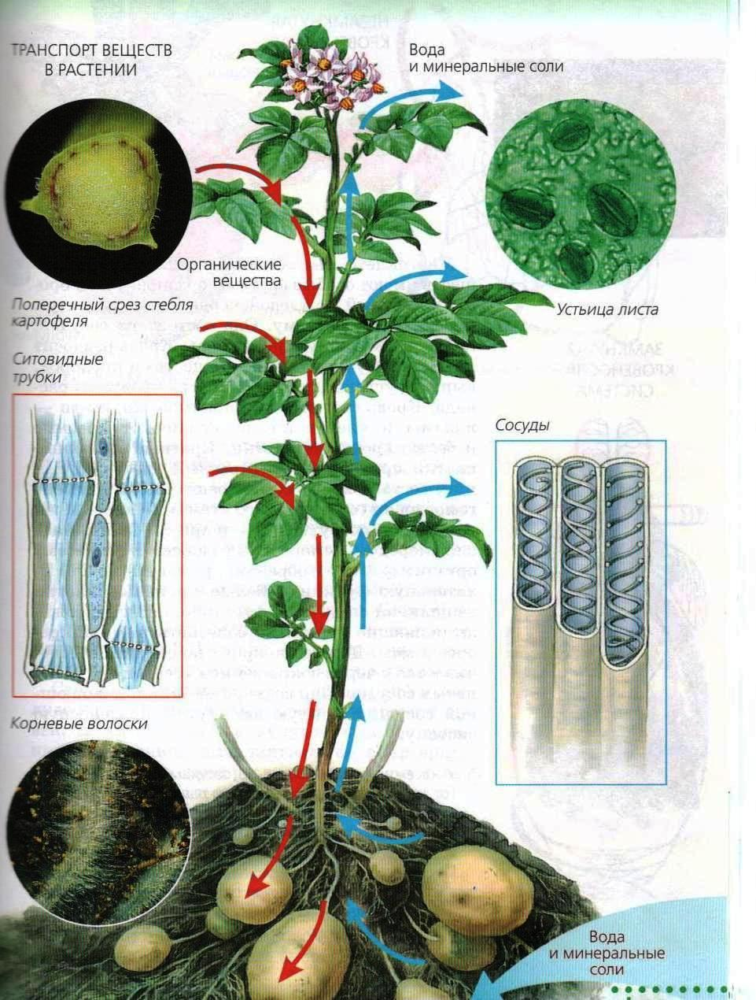 ТРАНСПОРТ ВЕЩЕСТВ
В РАСТЕНИИ
Вода
и минеральные соли
Органические
вещества
Поперечный срез стебля
картофеля
Устьица листа
Ситовидные
трубки
Сосуды
Корневые волоски
Вода
и минеральные
соли